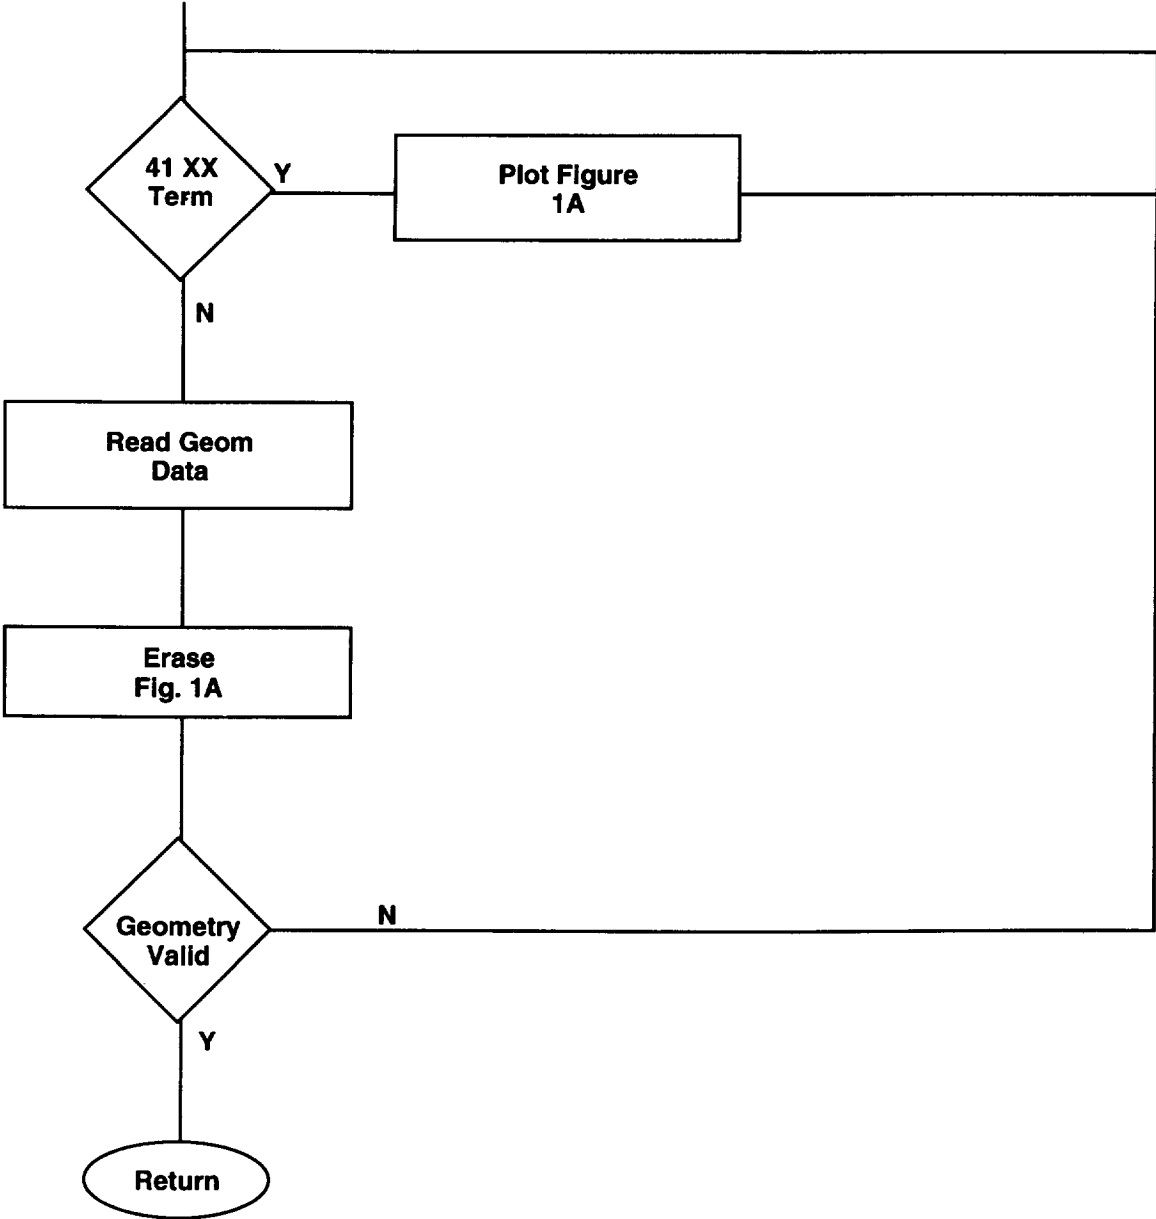 41 XX
Term
Y
Plot Figure
1A
N
Read Geom
Data
Erase
Fig. 1A
Geometry
Valid
N
Y
Return